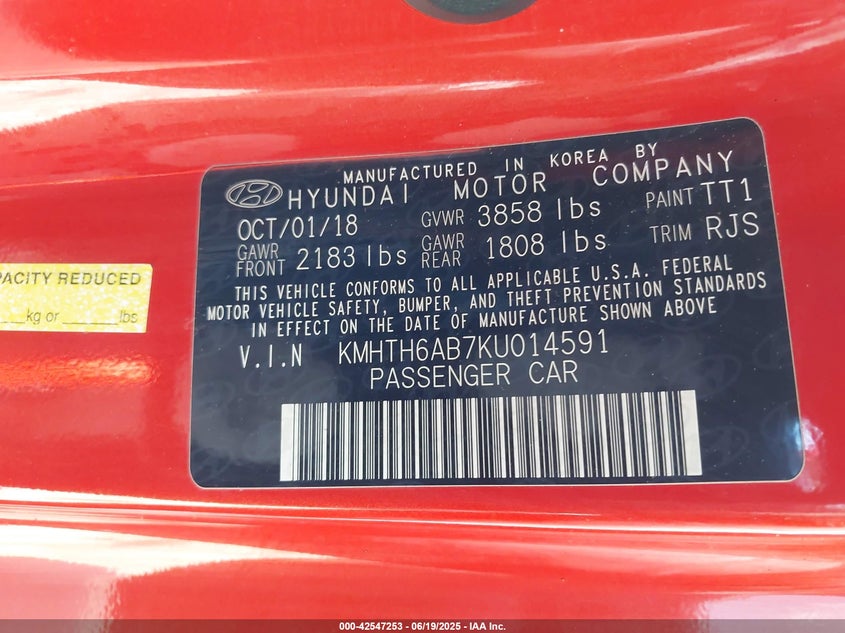 MANUFACTURED IN KOREA BY
HYUNDAI MOTOR COMPANY
OCT/01/18 GVWR 3858 lbs PAINT TT1
GAWR FRONT 2183 lbs GAWR REAR 1808 lbs TRIM RJS
THIS VEHICLE CONFORMS TO ALL APPLICABLE U.S.A. FEDERAL
MOTOR VEHICLE SAFETY, BUMPER, AND THEFT PREVENTION STANDARDS
IN EFFECT ON THE DATE OF MANUFACTURE SHOWN ABOVE
V.I.N KMHTH6AB7KU014591
PASSENGER CAR
REDUCED
kg or lbs
000-42547253 - 06/19/2025 - IAA Inc.